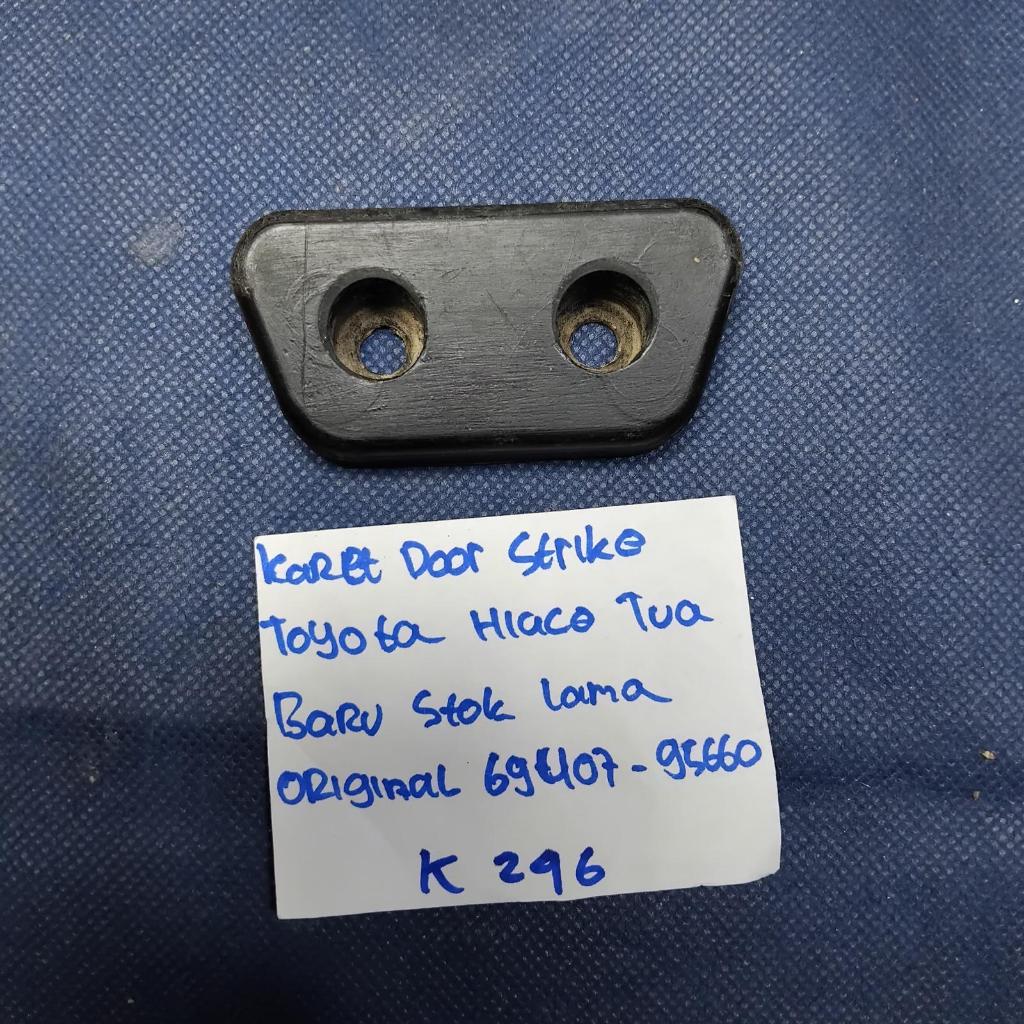 Karet Door Strike
Toyota Hiace Tua
Baru Stok Lama
Original 69407-95660
K 296